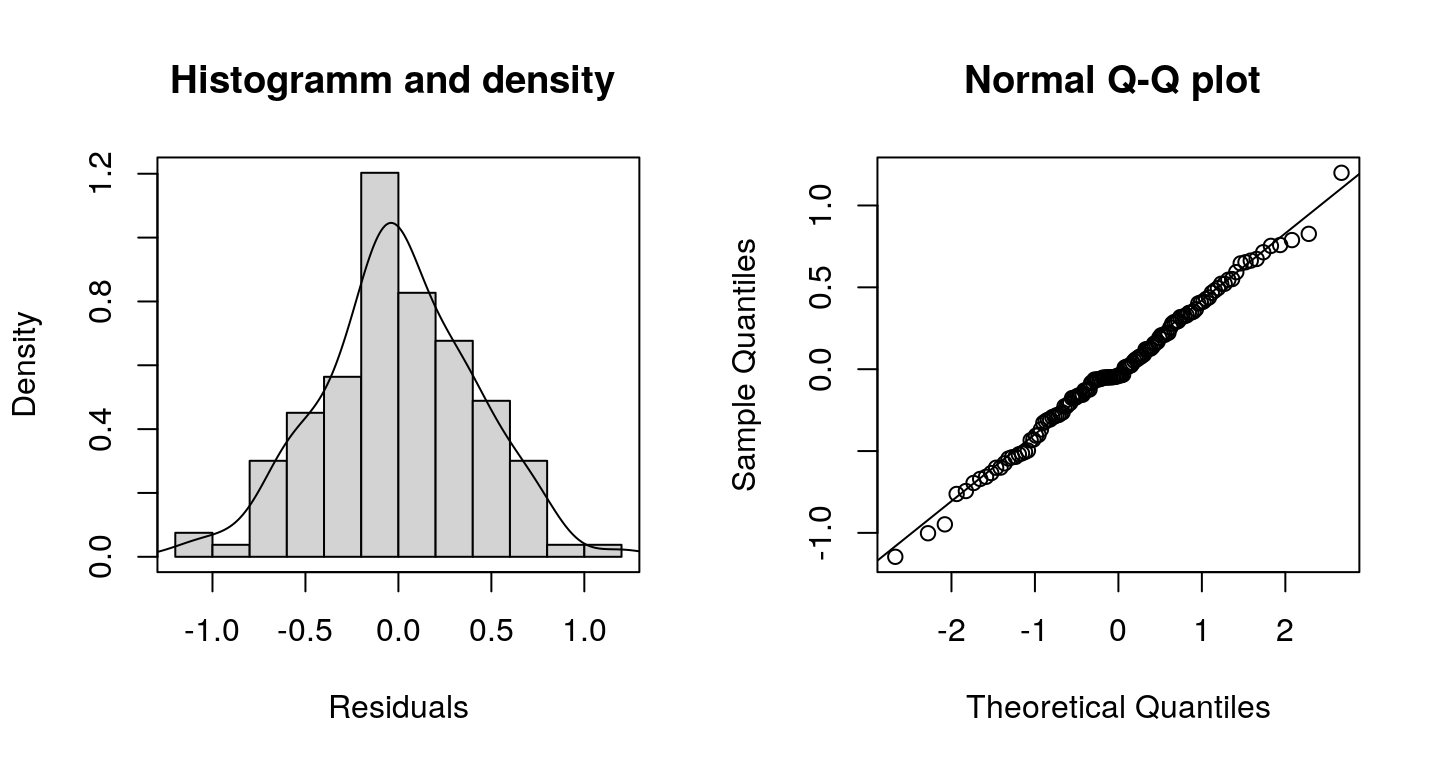 Histogramm and density
Density
0.0 0.4 0.8 1.2
-1.0 -0.5 0.0 0.5 1.0
Residuals
Normal Q-Q plot
Sample Quantiles
-1.0 0.0 0.5 1.0
-2 -1 0 1 2
Theoretical Quantiles